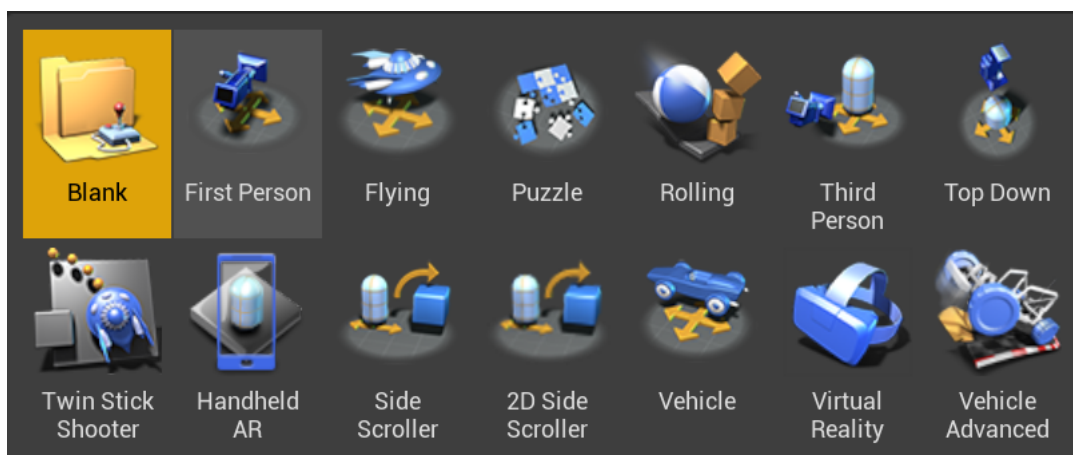 Blank
First Person
Flying
Puzzle
Rolling
Third
Person
Top Down
Twin Stick
Shooter
Handheld
AR
Side
Scroller
2D Side
Scroller
Vehicle
Virtual
Reality
Vehicle
Advanced